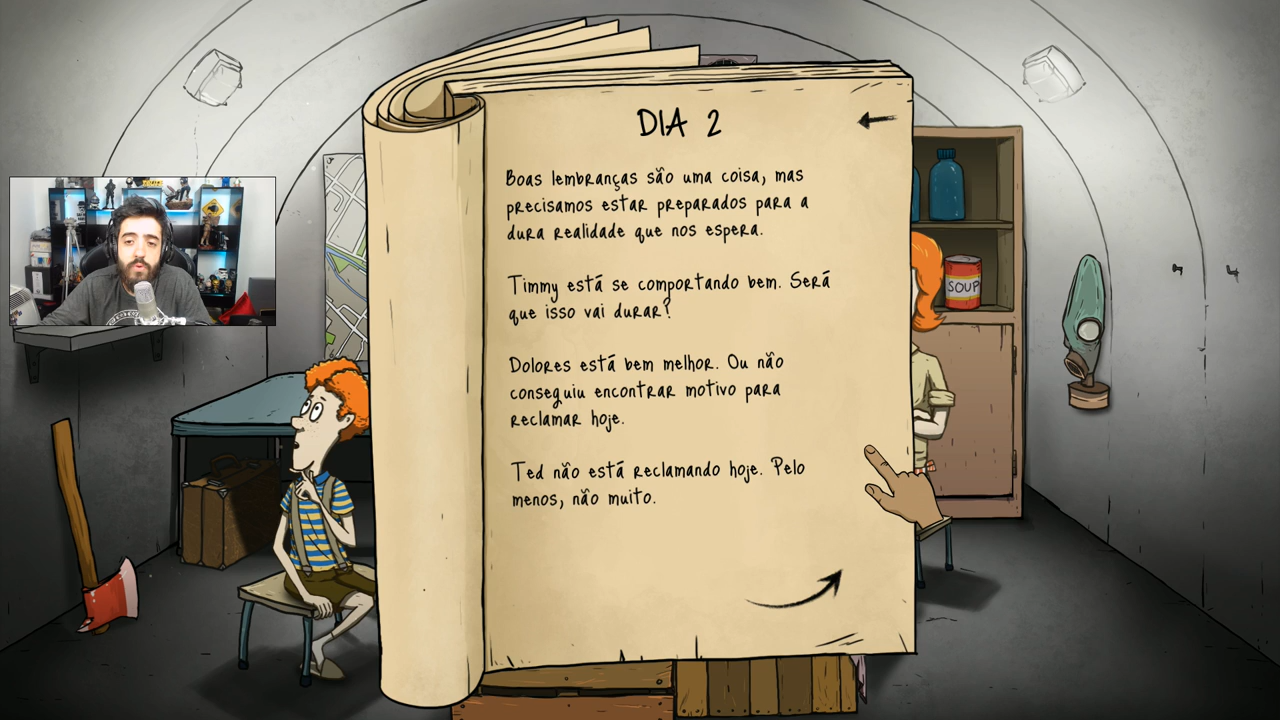 DIA 2
Boas lembranças são uma coisa, mas
precisamos estar preparados para a
dura realidade que nos espera.
Timmy está se comportando bem. Será
que isso vai durar?
Dolores está bem melhor. Ou não
conseguiu encontrar motivo para
reclamar hoje.
Ted não está reclamando hoje. Pelo
menos, não muito.
SOUP